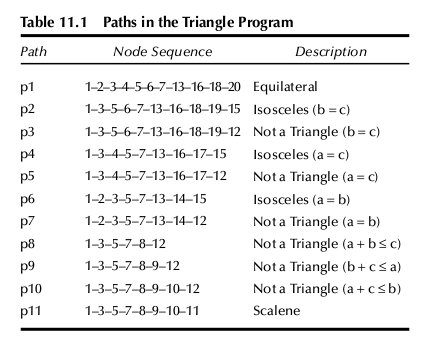 Table 11.1 Paths in the Triangle Program
Path Node Sequence Description
p1 1–2–3–4–5–6–7–13–16–18–20 Equilateral
p2 1–3–5–6–7–13–16–18–19–15 Isosceles (b = c)
p3 1–3–5–6–7–13–16–18–19–12 Not a Triangle (b = c)
p4 1–3–4–5–7–13–16–17–15 Isosceles (a = c)
p5 1–3–4–5–7–13–16–17–12 Not a Triangle (a = c)
p6 1–2–3–5–7–13–14–15 Isosceles (a = b)
p7 1–2–3–5–7–13–14–12 Not a Triangle (a = b)
p8 1–3–5–7–8–12 Not a Triangle (a + b ≤ c)
p9 1–3–5–7–8–9–12 Not a Triangle (b + c ≤ a)
p10 1–3–5–7–8–9–10–12 Not a Triangle (a + c ≤ b)
p11 1–3–5–7–8–9–10–11 Scalene